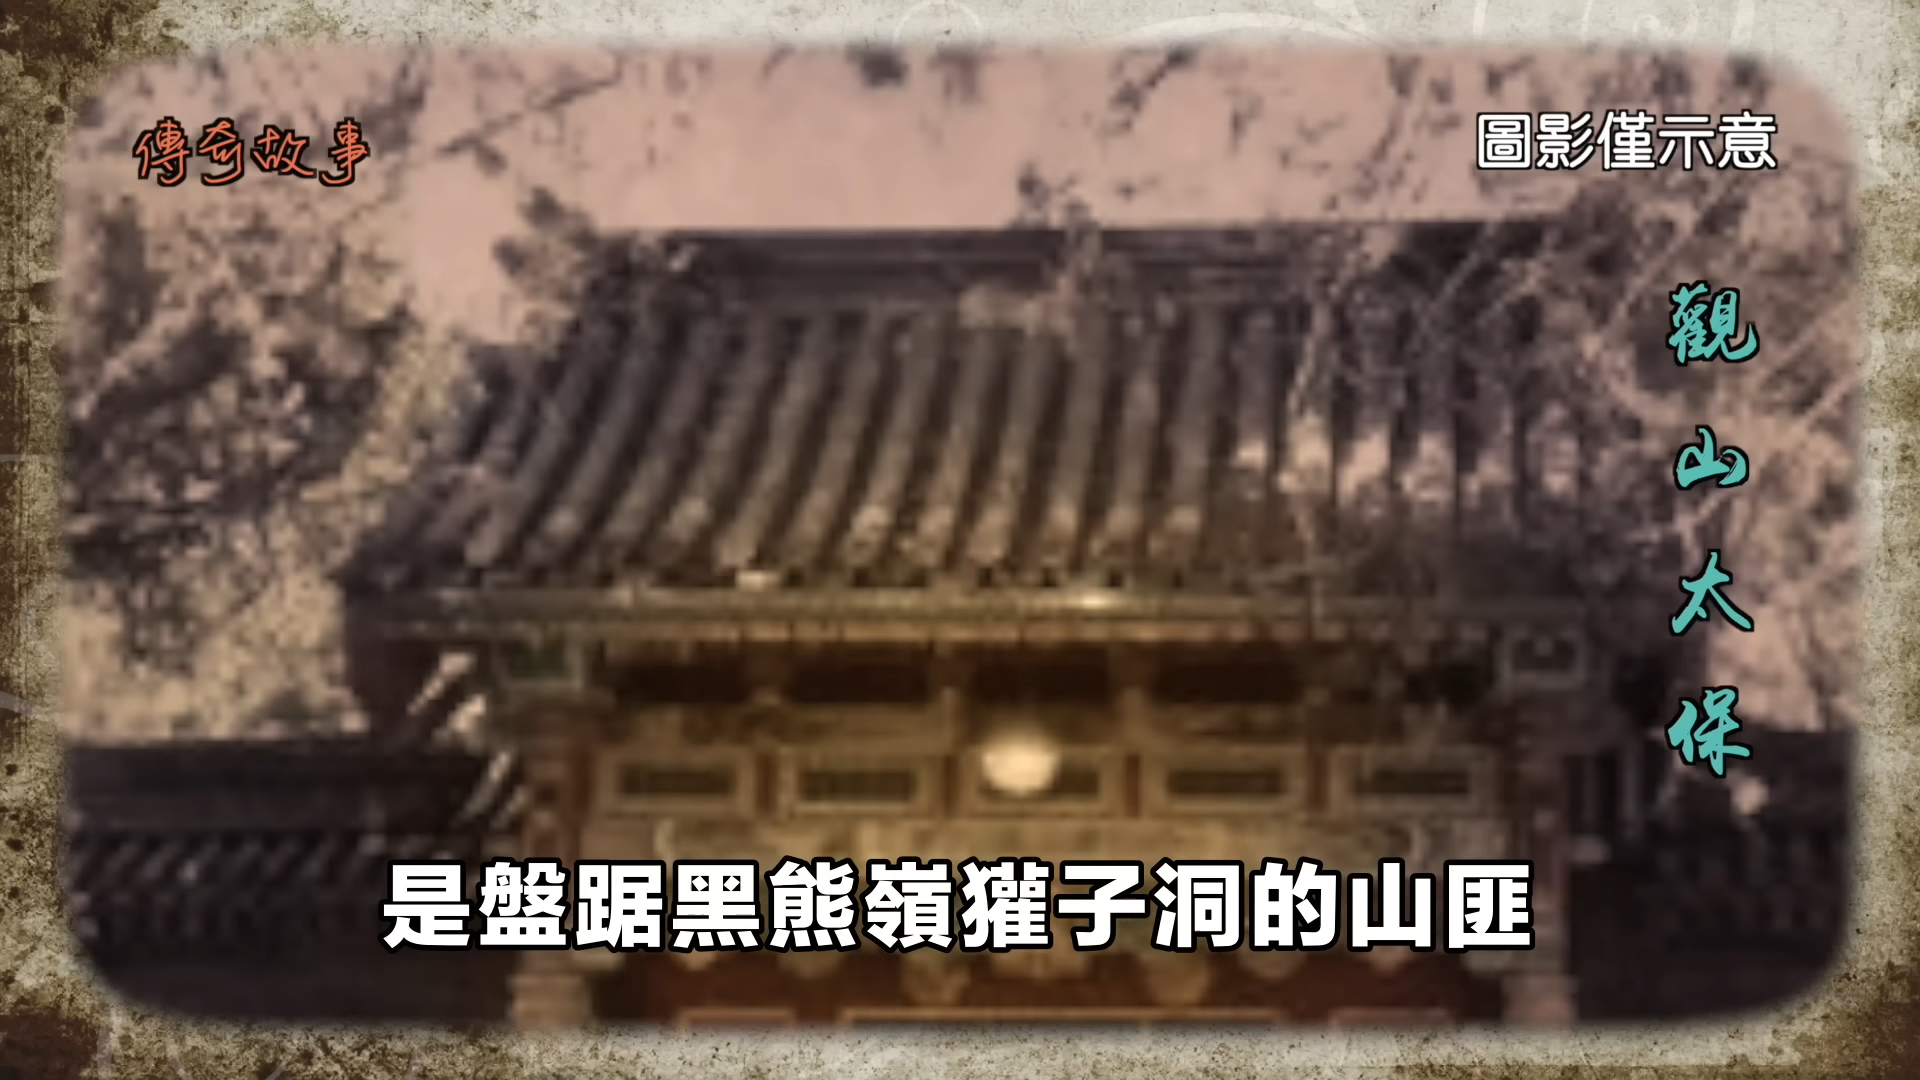 傳奇故事
圖影僅示意
觀山太保
是盤踞黑熊嶺獾子洞的山匪